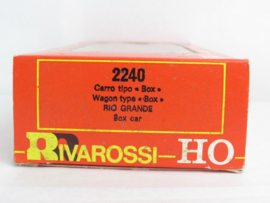 2240
Carro tipo «Box»
Wagon type «Box»
RIO GRANDE
Box car
RIVAROSSI-HO